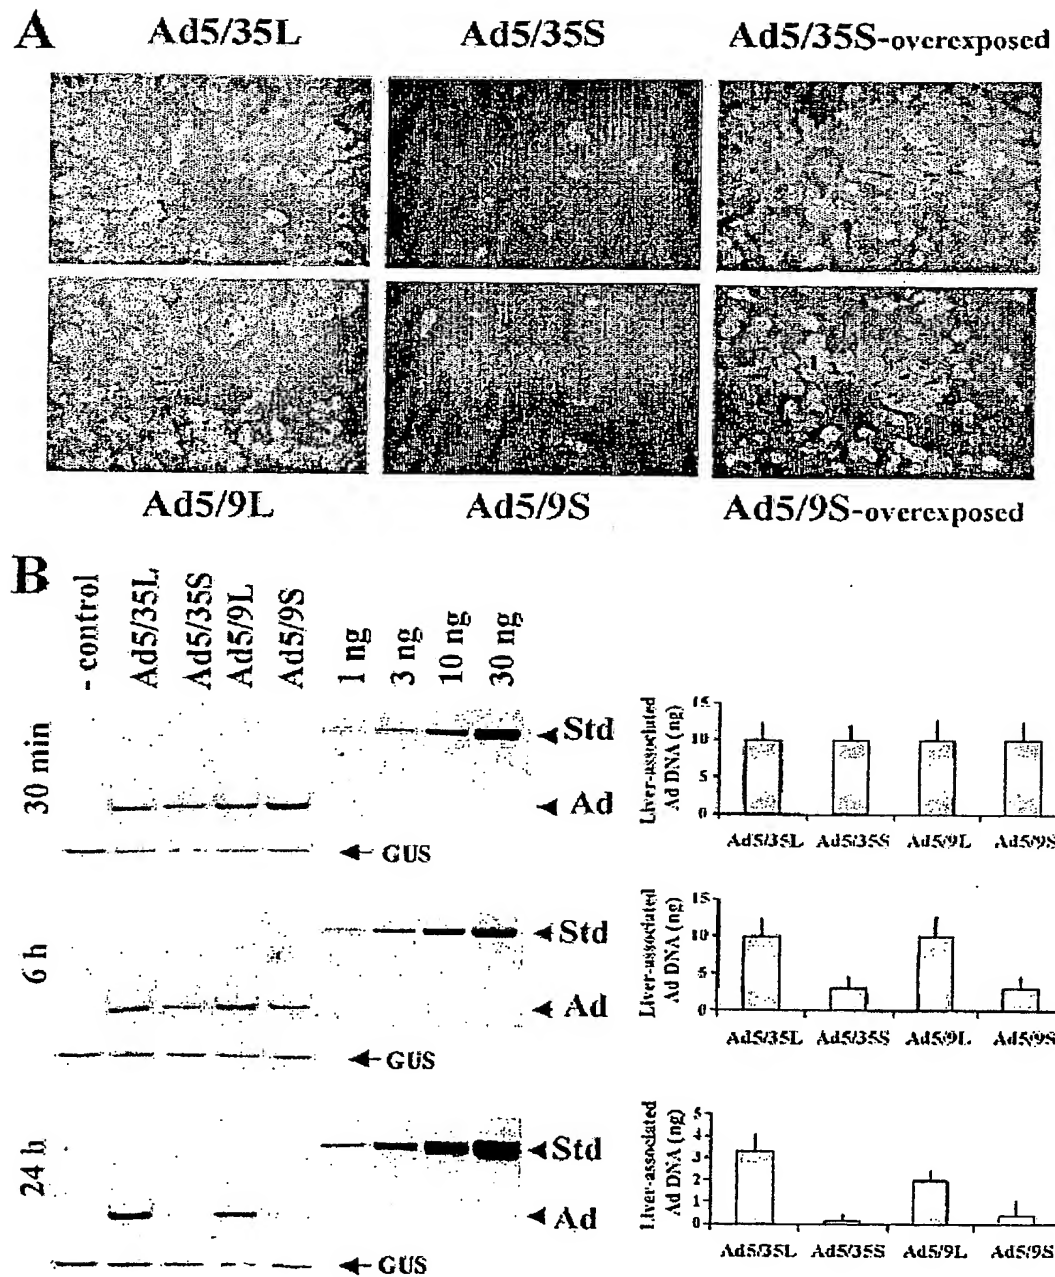 A
Ad5/35L Ad5/35S Ad5/35S-overexposed
Ad5/9L Ad5/9S Ad5/9S-overexposed
B
- control Ad5/35L Ad5/35S Ad5/9L Ad5/9S 1 ng 3 ng 10 ng 30 ng
30 min
Std
Ad
GUS
Liver-associated
Ad DNA (ng)
15
10
5
0
Ad5/35L Ad5/35S Ad5/9L Ad5/9S
6 h
Std
Ad
GUS
Liver-associated
Ad DNA (ng)
15
10
5
0
Ad5/35L Ad5/35S Ad5/9L Ad5/9S
24 h
Std
Ad
GUS
Liver-associated
Ad DNA (ng)
5
4
3
2
1
0
Ad5/35L Ad5/35S Ad5/9L Ad5/9S